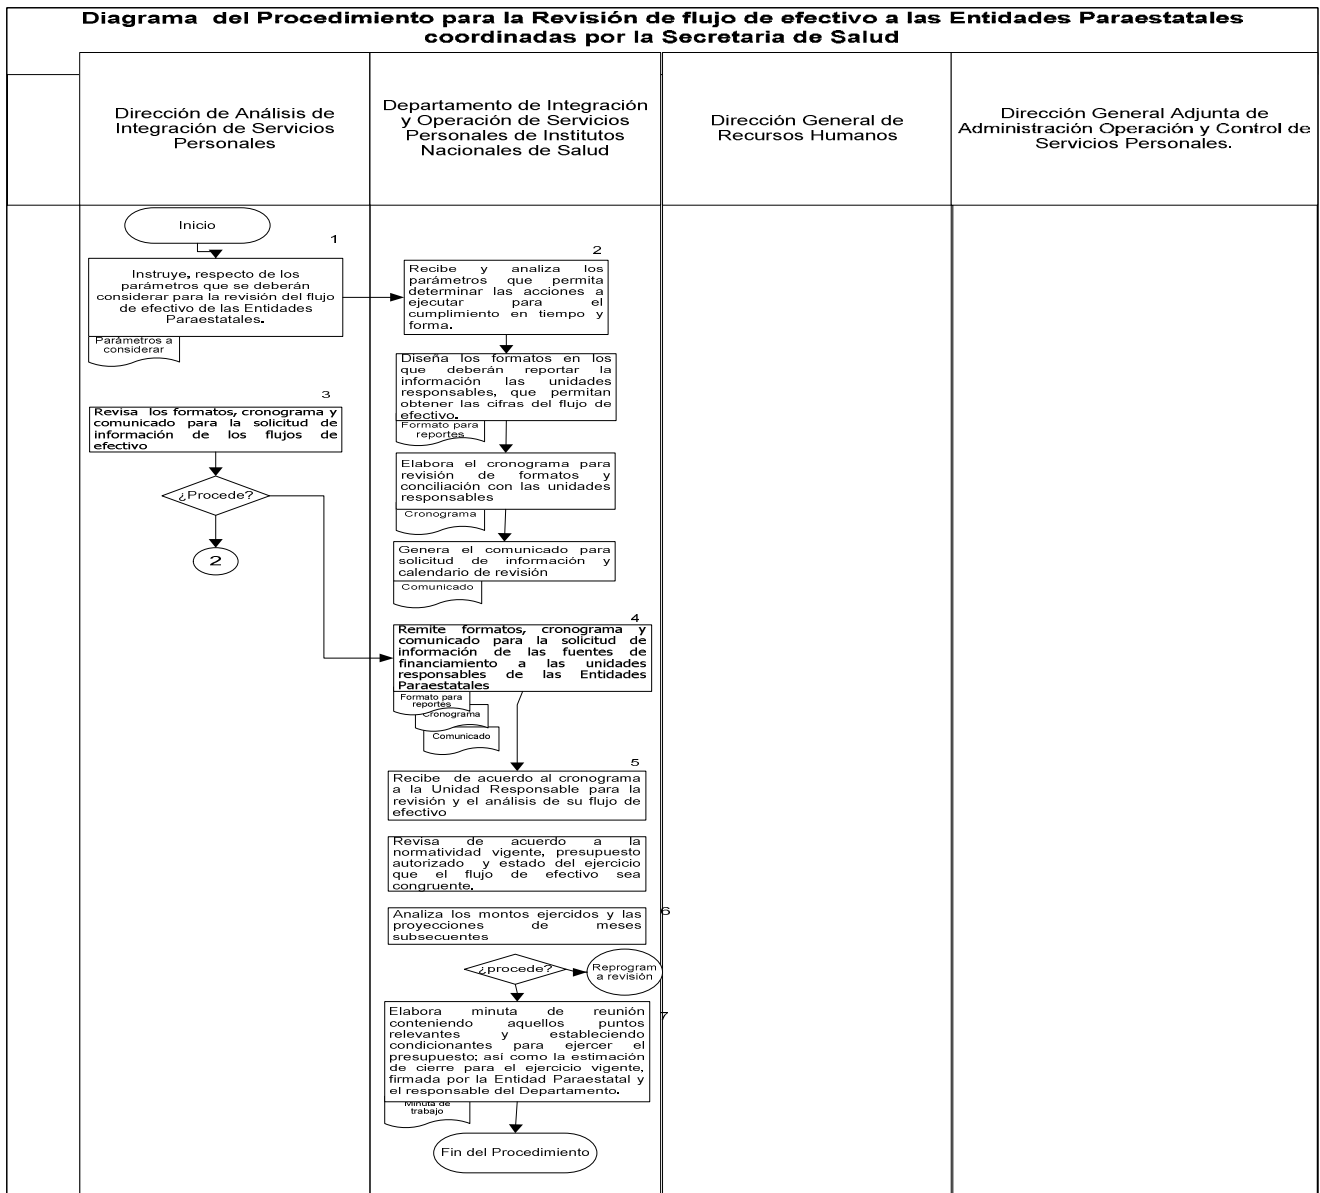 Diagrama del Procedimiento para la Revisión de flujo de efectivo a las Entidades Paraestatales
coordinadas por la Secretaria de Salud
Dirección de Análisis de
Integración de Servicios
Personales
Departamento de Integración
y Operación de Servicios
Personales de Institutos
Nacionales de Salud
Dirección General de
Recursos Humanos
Dirección General Adjunta de
Administración Operación y Control de
Servicios Personales.
Inicio
1
Instruye, respecto de los
parámetros que se deberán
considerar para la revisión del flujo
de efectivo de las Entidades
Paraestatales.
Parámetros a
considerar
2
Recibe y analiza los
parámetros que permita
determinar las acciones a
ejecutar para el
cumplimiento en tiempo y
forma.
Diseña los formatos en los
que deberán reportar la
información las unidades
responsables, que permitan
obtener las cifras del flujo de
efectivo.
Formato para
reportes
3
Revisa los formatos, cronograma y
comunicado para la solicitud de
información de los flujos de
efectivo
¿Procede?
2
Elabora el cronograma para
revisión de formatos y
conciliación con las unidades
responsables
Cronograma
Genera el comunicado para
solicitud de información y
calendario de revisión
Comunicado
4
Remite formatos, cronograma y
comunicado para la solicitud de
información de las fuentes de
financiamiento a las unidades
responsables de las Entidades
Paraestatales
Formato para
reportes
Cronograma
Comunicado
5
Recibe de acuerdo al cronograma
a la Unidad Responsable para la
revisión y el análisis de su flujo de
efectivo
Revisa de acuerdo a la
normatividad vigente, presupuesto
autorizado y estado del ejercicio
que el flujo de efectivo sea
congruente.
6
Analiza los montos ejercidos y las
proyecciones de meses
subsecuentes
¿procede?
Reprogram
a revisión
7
Elabora minuta de reunión
conteniendo aquellos puntos
relevantes y estableciendo
condicionantes para ejercer el
presupuesto; así como la estimación
de cierre para el ejercicio vigente,
firmada por la Entidad Paraestatal y
el responsable del Departamento.
Minuta de
trabajo
Fin del Procedimiento